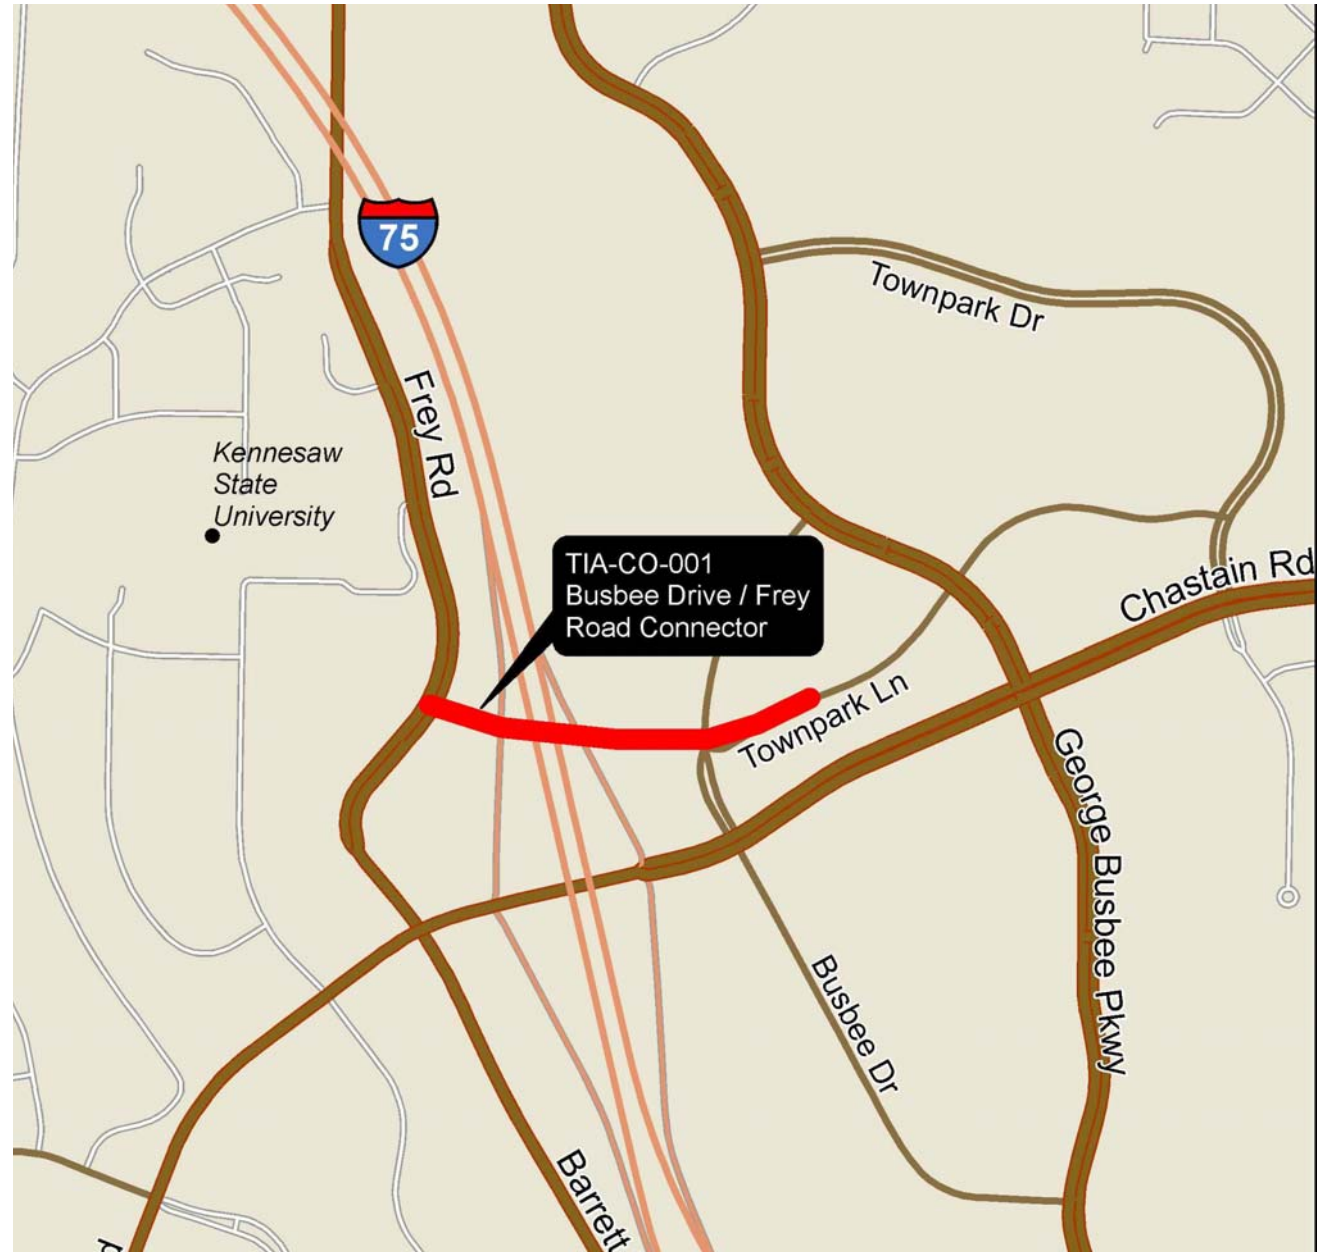 75
Townpark Dr
Frey Rd
Kennesaw
State
University
TIA-CO-001
Busbee Drive / Frey
Road Connector
Chastain Rd
Townpark Ln
George Busbee Pkwy
Busbee Dr
Barrett